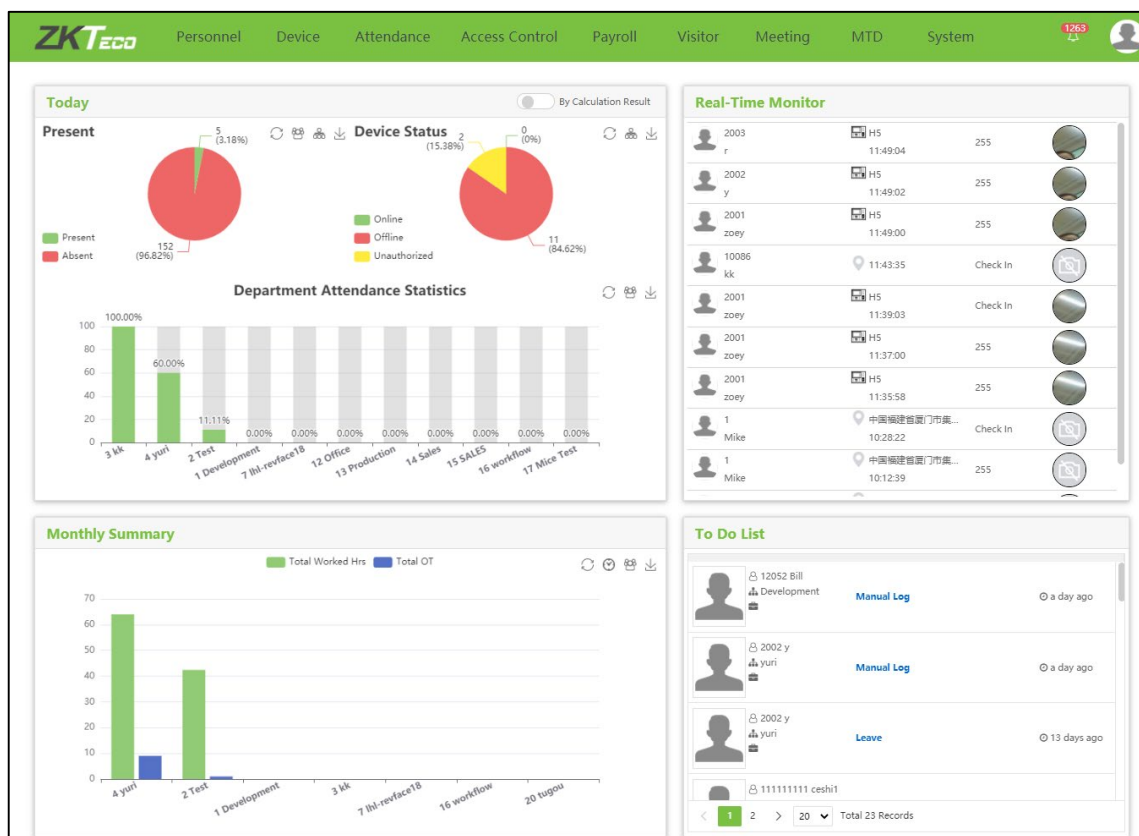 ZKTeco Personnel Device Attendance Access Control Payroll Visitor Meeting MTD System 1263
Today By Calculation Result
Present
5
(3.18%)
152
(96.82%)
Present
Absent
Device Status
2
(15.38%)
0
(0%)
11
(84.62%)
Online
Offline
Unauthorized
Department Attendance Statistics
100
80
60
40
20
0
100.00%
60.00%
11.11%
0.00% 0.00% 0.00% 0.00% 0.00% 0.00% 0.00% 0.00%
3 kk 4 yuri 2 Test 1 Development 7 lhl-revface18 12 Office 13 Production 14 Sales 15 SALES 16 workflow 17 Mice Test
Real-Time Monitor
2003 H5
r 11:49:04 255
2002 H5
y 11:49:02 255
2001 H5
zoey 11:49:00 255
10086
kk 11:43:35 Check In
2001 H5
zoey 11:39:03 Check In
2001 H5
zoey 11:37:00 255
2001 H5
zoey 11:35:58 255
1 中国福建省厦门市集...
Mike 10:28:22 Check In
1 中国福建省厦门市集...
Mike 10:12:39 255
Monthly Summary
Total Worked Hrs Total OT
70
60
50
40
30
20
10
0
4 yuri 2 Test 1 Development 3 kk 7 lhl-revface18 16 workflow 20 tugou
To Do List
12052 Bill
Development Manual Log a day ago
2002 y
yuri Manual Log a day ago
2002 y
yuri Leave 13 days ago
111111111 ceshi1
< 1 2 > 20 Total 23 Records